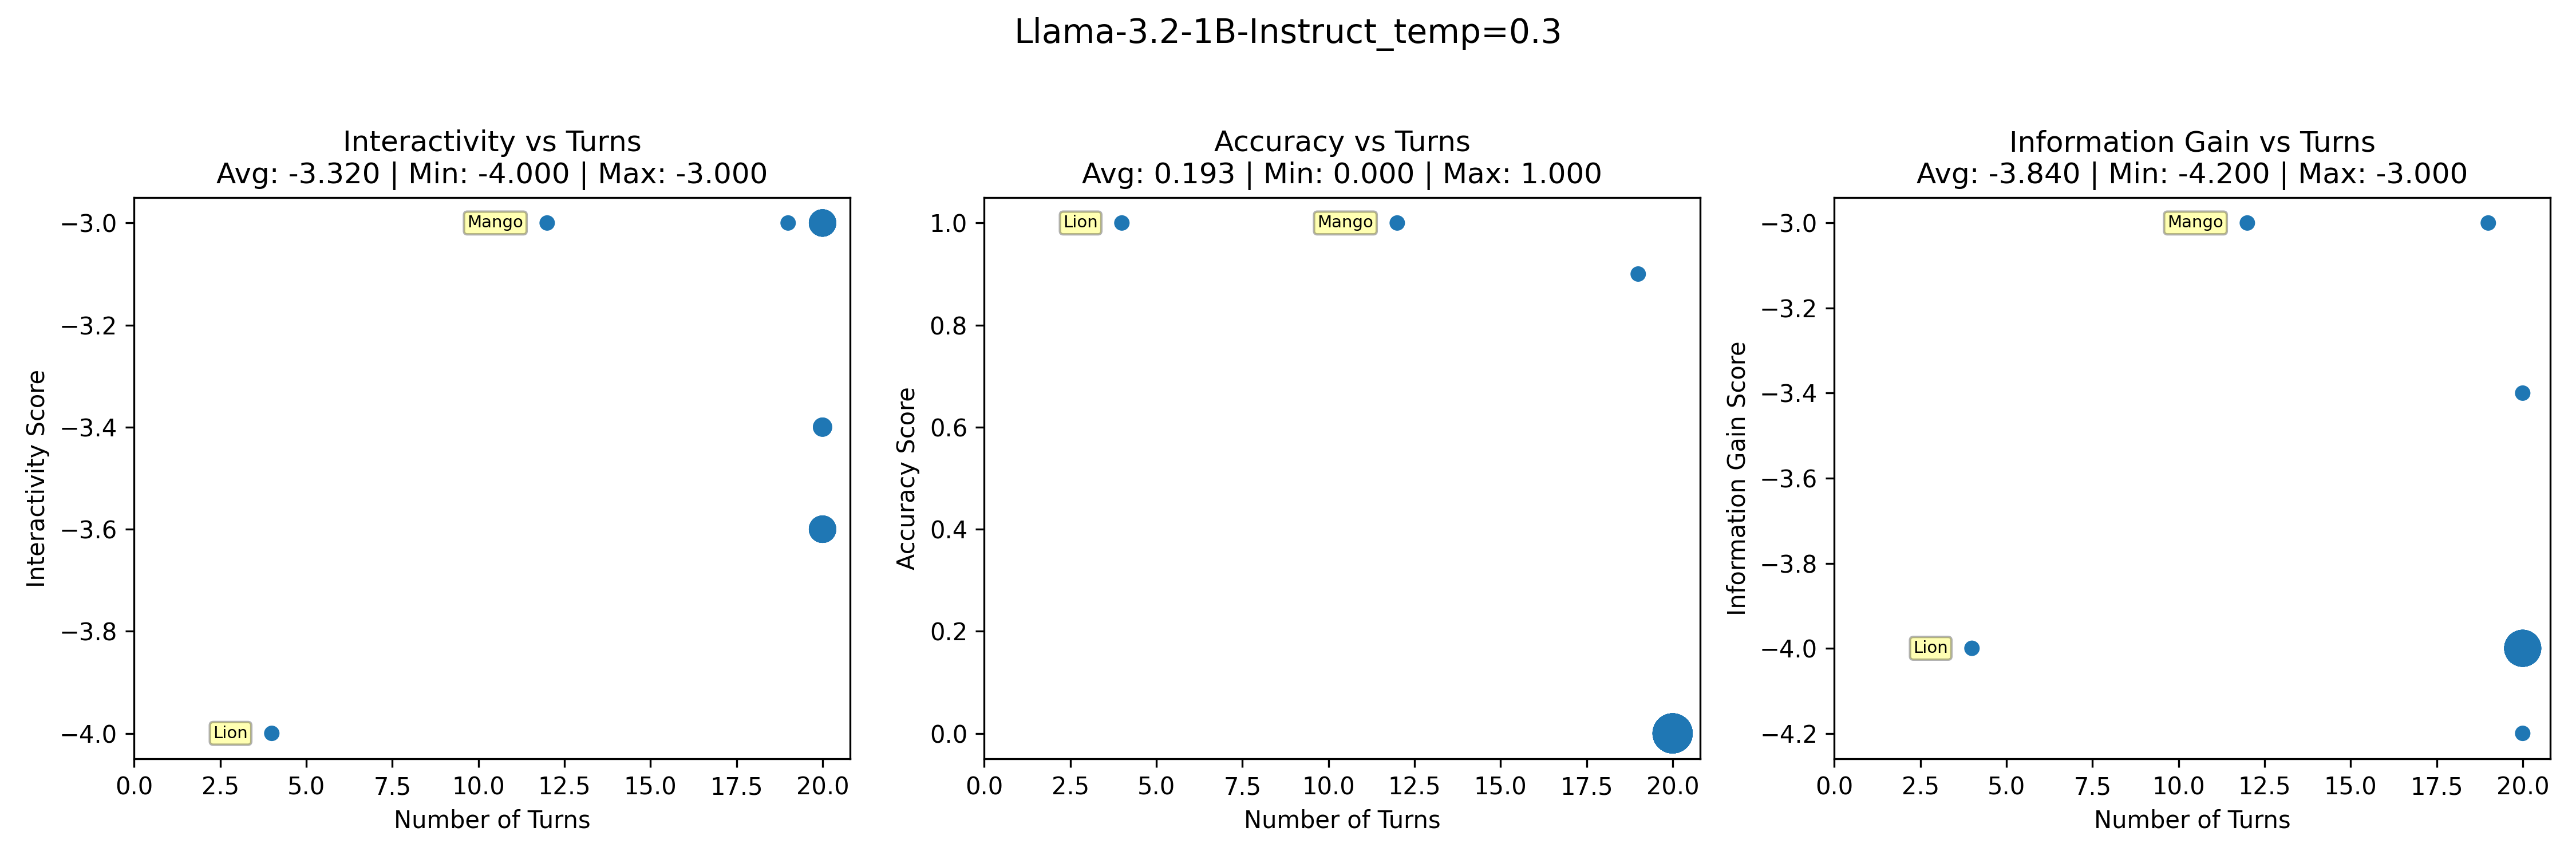 Llama-3.2-1B-Instruct_temp=0.3
Interactivity vs Turns
Avg: -3.320 | Min: -4.000 | Max: -3.000
−3.0
−3.2
−3.4
−3.6
−3.8
−4.0
Interactivity Score
Mango
Lion
0.0 2.5 5.0 7.5 10.0 12.5 15.0 17.5 20.0
Number of Turns
Accuracy vs Turns
Avg: 0.193 | Min: 0.000 | Max: 1.000
1.0
0.8
0.6
0.4
0.2
0.0
Accuracy Score
Lion Mango
0.0 2.5 5.0 7.5 10.0 12.5 15.0 17.5 20.0
Number of Turns
Information Gain vs Turns
Avg: -3.840 | Min: -4.200 | Max: -3.000
−3.0
−3.2
−3.4
−3.6
−3.8
−4.0
−4.2
Information Gain Score
Mango
Lion
0.0 2.5 5.0 7.5 10.0 12.5 15.0 17.5 20.0
Number of Turns